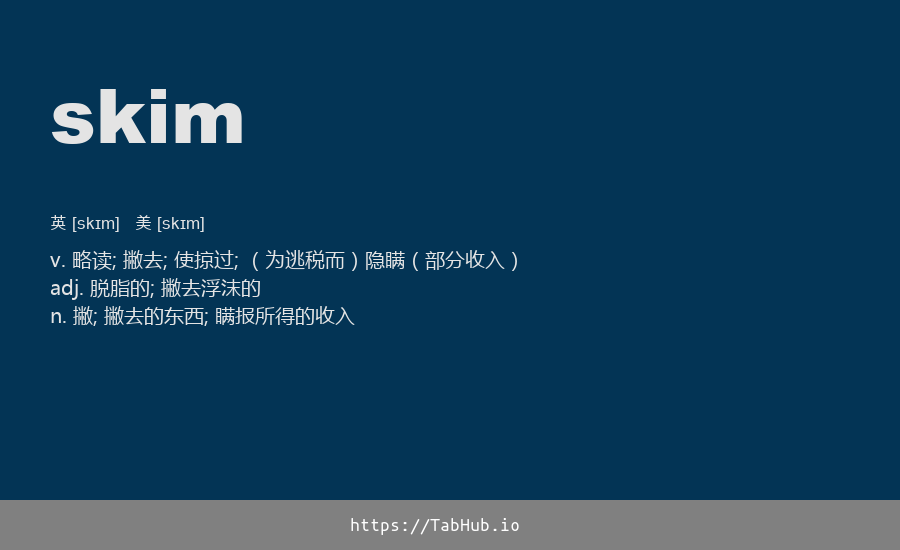 skim
英 [skɪm] 美 [skɪm]
v. 略读; 撇去; 使掠过; （为逃税而）隐瞒（部分收入）
adj. 脱脂的; 撇去浮沫的
n. 撇; 撇去的东西; 瞒报所得的收入
https://TabHub.io